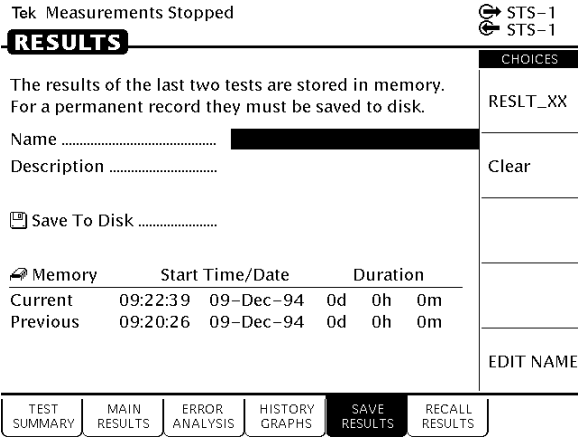 Tek Measurements Stopped
STS-1
STS-1
RESULTS
CHOICES
The results of the last two tests are stored in memory.
For a permanent record they must be saved to disk.
RESLT_XX
Name ..........................................
Description .............................
Clear
Save To Disk .....................
Memory Start Time/Date Duration
Current 09:22:39 09-Dec-94 0d 0h 0m
Previous 09:20:26 09-Dec-94 0d 0h 0m
EDIT NAME
TEST SUMMARY
MAIN RESULTS
ERROR ANALYSIS
HISTORY GRAPHS
SAVE RESULTS
RECALL RESULTS